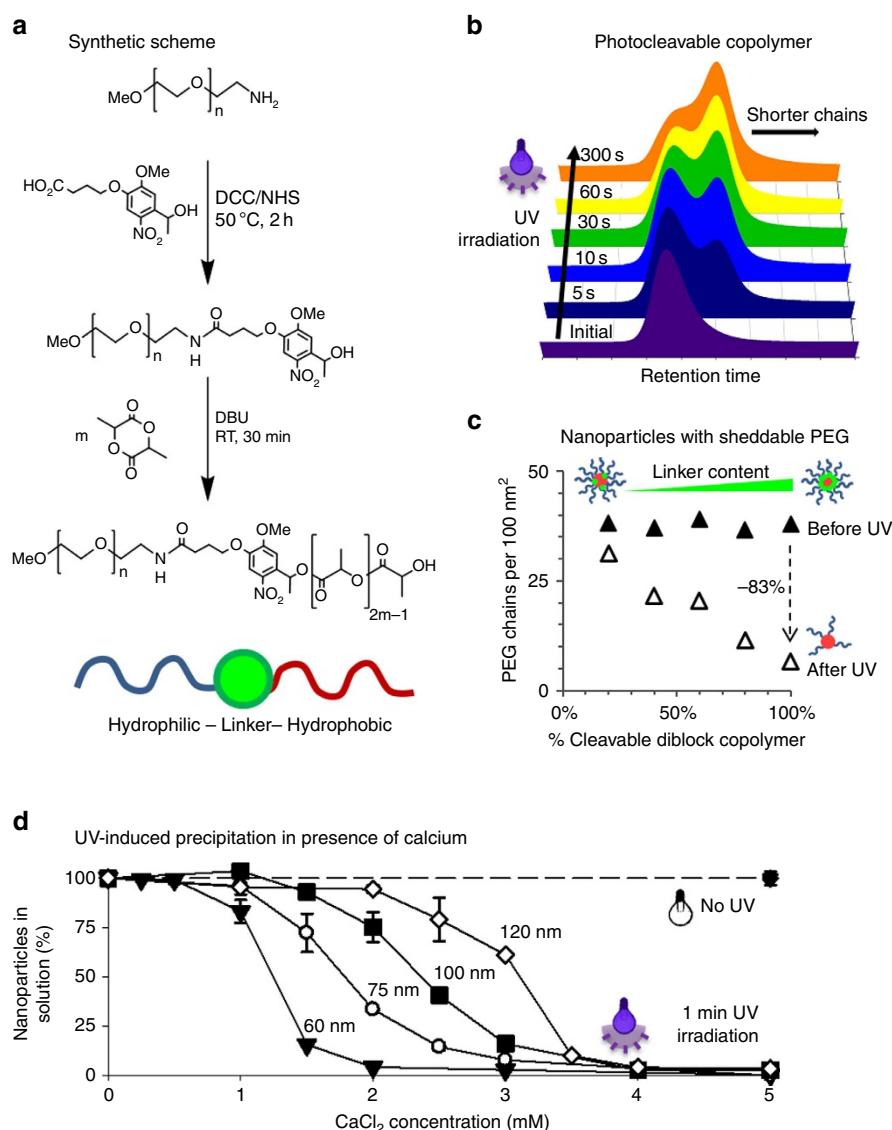 a
Synthetic scheme
MeO
O
n
NH2
HO2C
O
OMe
OH
NO2
DCC/NHS
50 °C, 2 h
MeO
O
n
N
H
O
O
OMe
OH
NO2
m
O
O
O
O
DBU
RT, 30 min
MeO
O
n
N
H
O
O
OMe
NO2
O
O
O
2m–1
O
OH
Hydrophilic – Linker– Hydrophobic
b
Photocleavable copolymer
Shorter chains
300 s
60 s
30 s
10 s
5 s
Initial
UV
irradiation
Retention time
c
Nanoparticles with sheddable PEG
Linker content
50
25
0
PEG chains per 100 nm²
Before UV
–83%
After UV
0%
50%
100%
% Cleavable diblock copolymer
d
UV-induced precipitation in presence of calcium
100
75
50
25
0
Nanoparticles in
solution (%)
No UV
120 nm
100 nm
75 nm
60 nm
1 min UV
irradiation
0
1
2
3
4
5
CaCl2 concentration (mM)